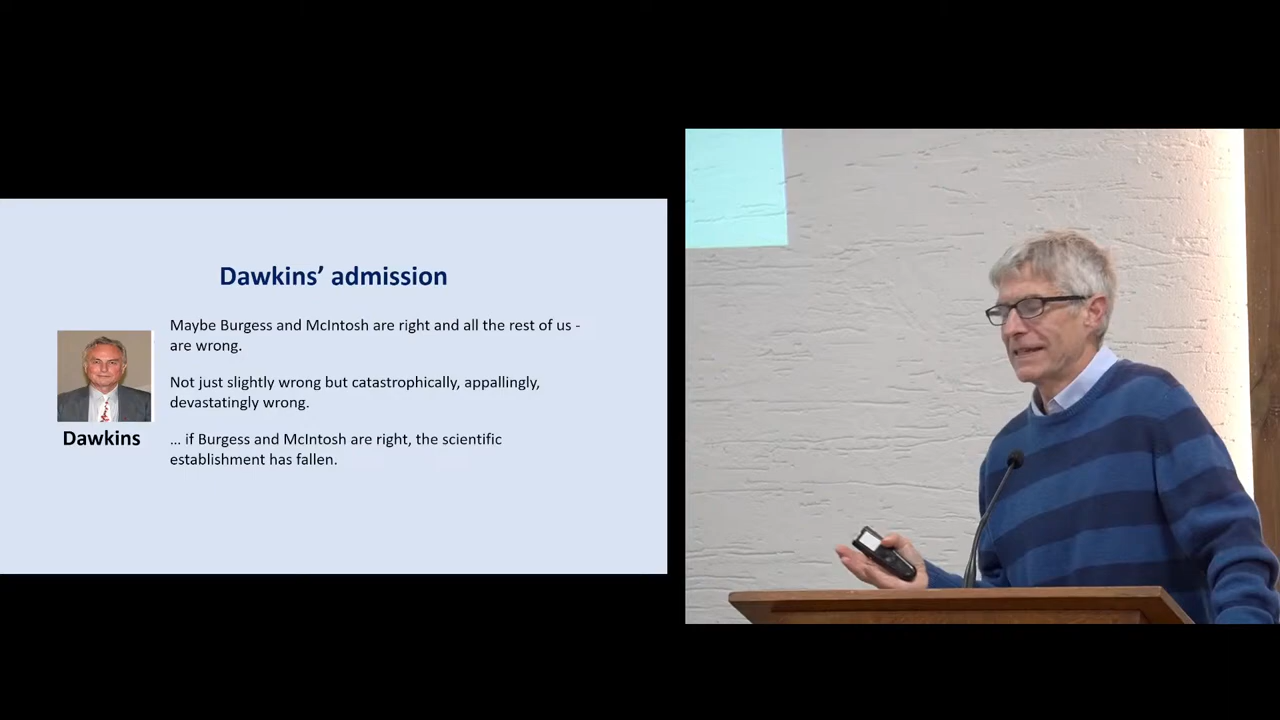 Dawkins' admission
Maybe Burgess and McIntosh are right and all the rest of us -
are wrong.
Not just slightly wrong but catastrophically, appallingly,
devastatingly wrong.
Dawkins
... if Burgess and McIntosh are right, the scientific
establishment has fallen.